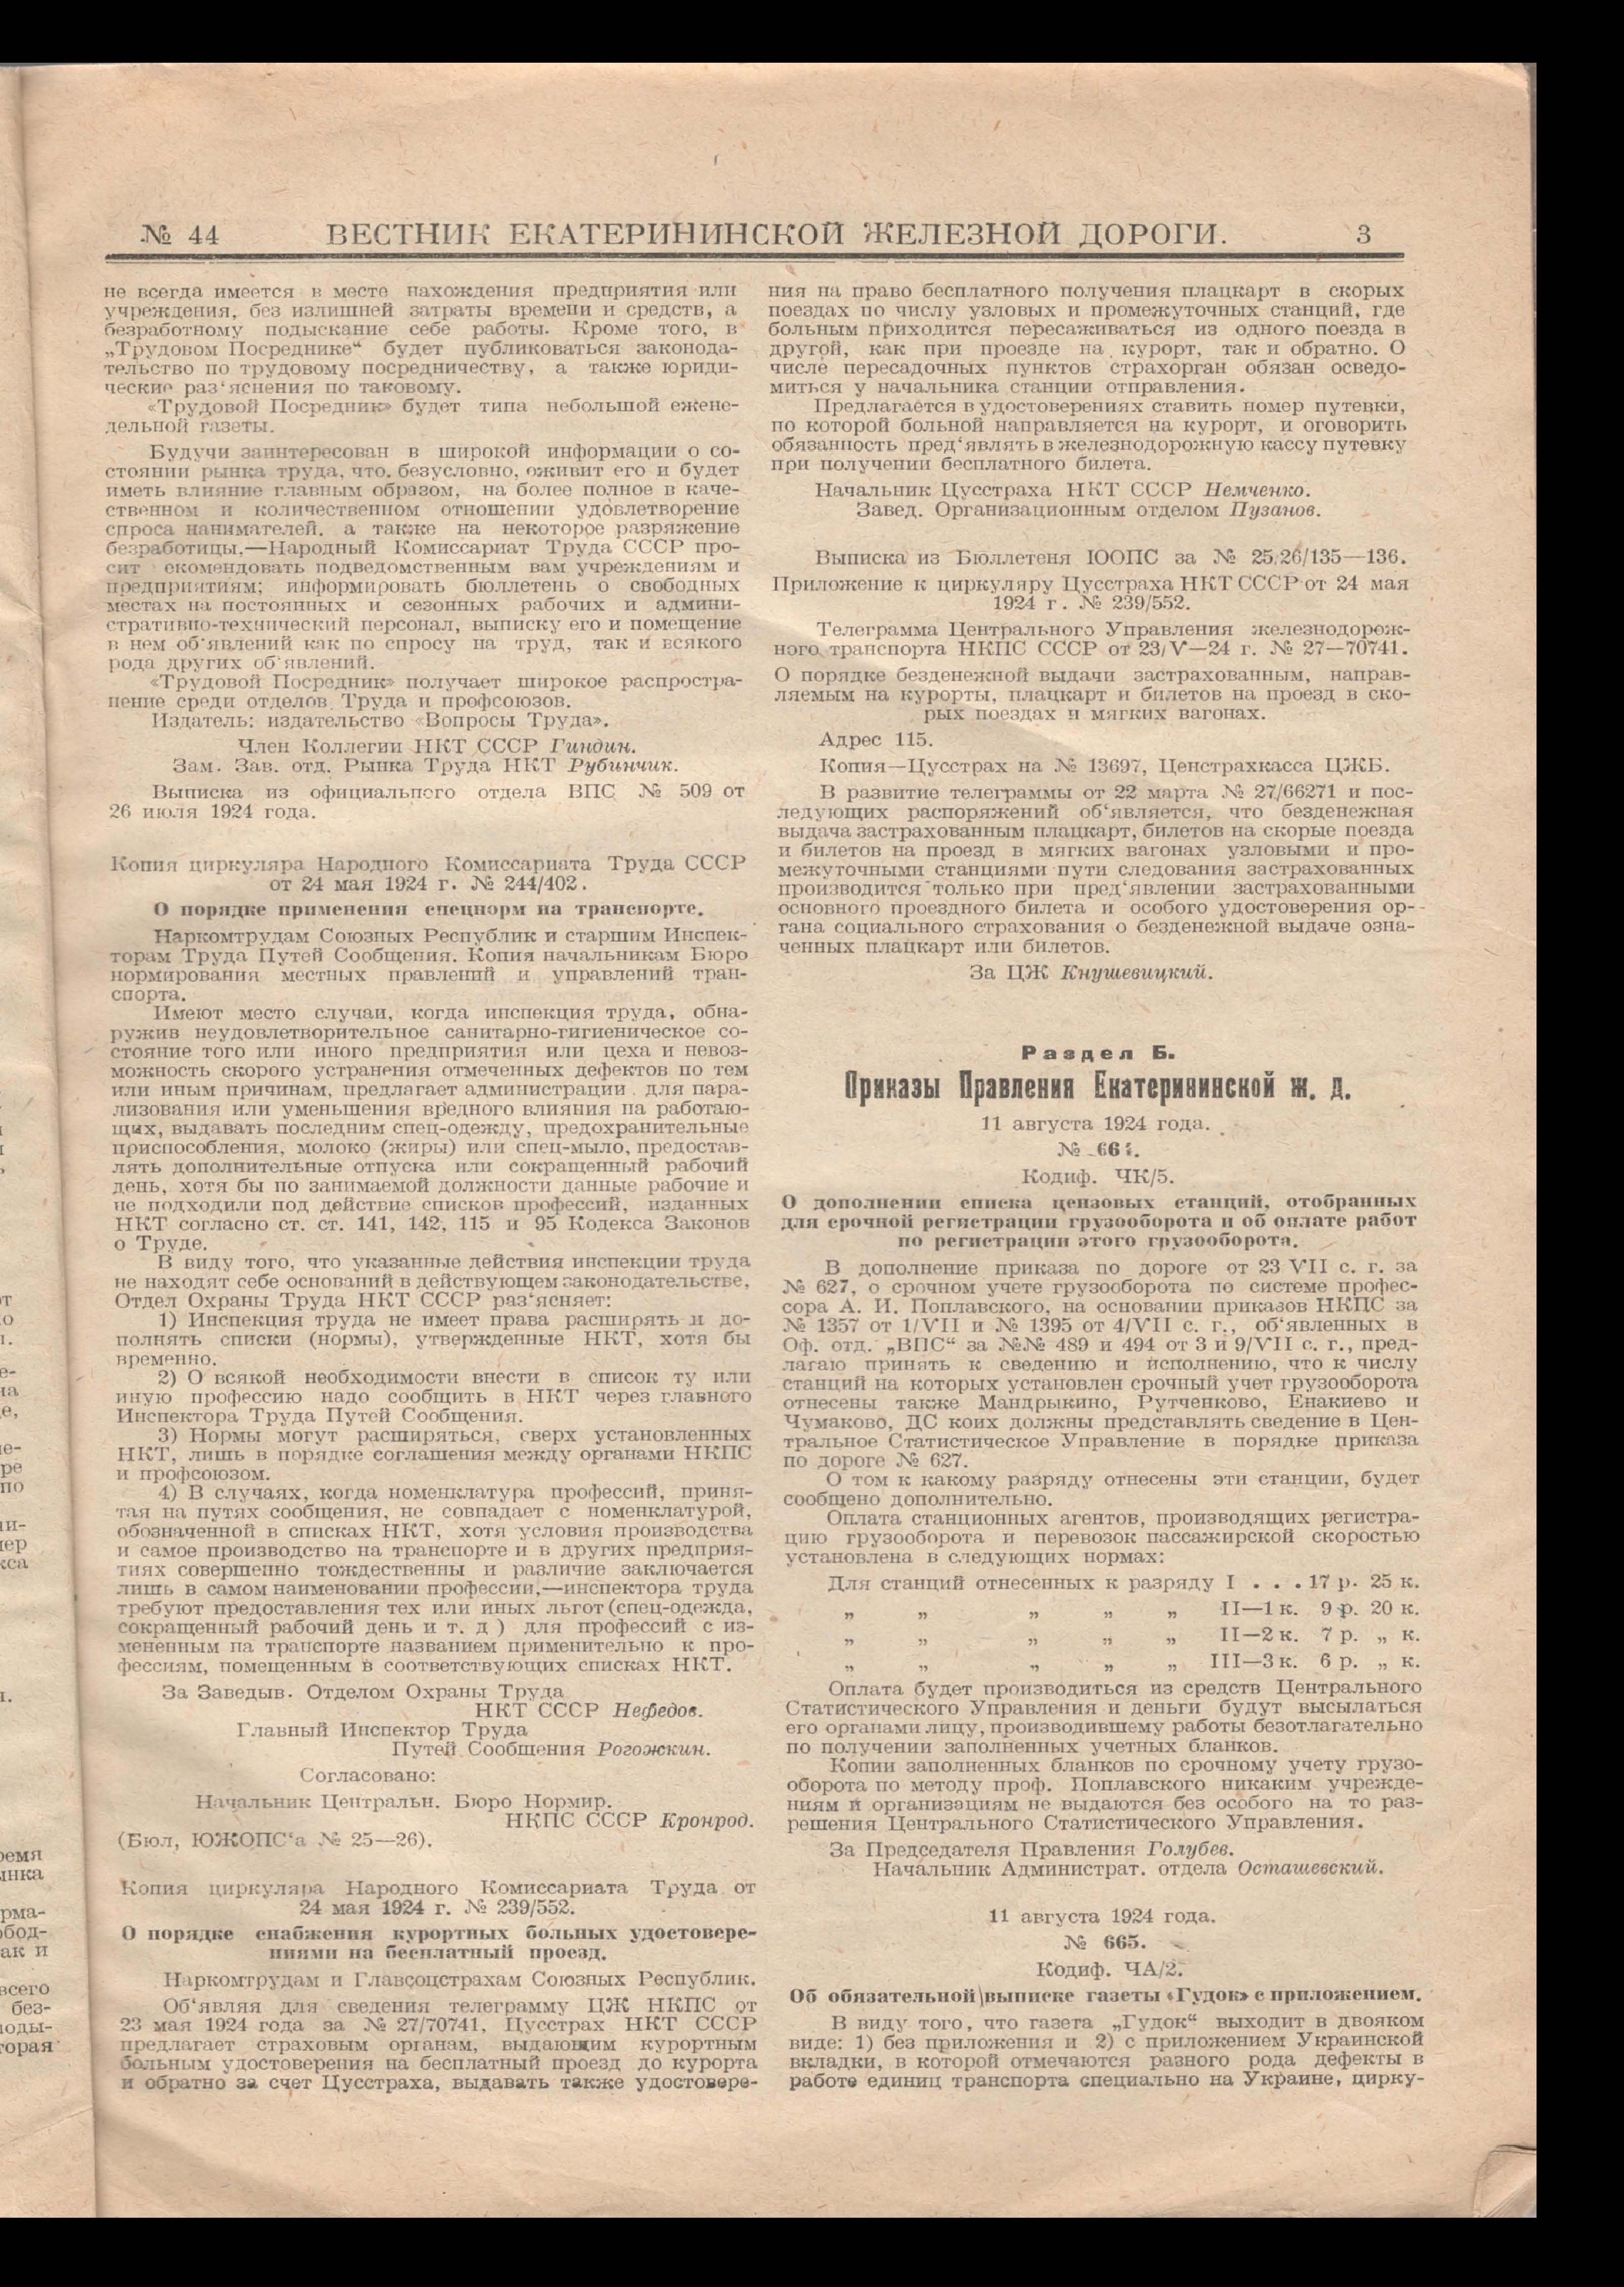 № 44 ВЕСТНИК ЕКАТЕРИНИНСКОЙ ЖЕЛЕЗНОЙ ДОРОГИ. 3
не всегда имеется в месте нахождения предприятия или
учреждения, без излишней затраты времени и средств, а
безработному подыскание себе работы. Кроме того, в
„Трудовом Посреднике“ будет публиковаться законода-
тельство по трудовому посредничеству, а также юриди-
ческие раз‘яснения по таковому.
«Трудовой Посредник» будет типа небольшой ежене-
дельной газеты.
Будучи заинтересован в широкой информации о со-
стоянии рынка труда, что, безусловно, оживит его и будет
иметь влияние главным образом, на более полное в каче-
ственном и количественном отношении удовлетворение
спроса нанимателей, а также на некоторое разряжение
безработицы,—Народный Комиссариат Труда СССР про-
сит екомендовать подведомственным вам учреждениям и
предприятиям; информировать бюллетень о свободных
местах на постоянных и сезонных рабочих и админи-
стративно-технический персонал, выписку его и помещение
в нем об‘явлений как по спросу на труд, так и всякого
рода других об‘явлений.
«Трудовой Посредник» получает широкое распростра-
нение среди отделов Труда и профсоюзов.
Издатель: издательство «Вопросы Труда».
Член Коллегии НКТ СССР Гиндин.
Зам. Зав. отд. Рынка Труда НКТ Рубинчик.
Выписка из официального отдела ВПС № 509 от
26 июля 1924 года.
Копия циркуляра Народного Комиссариата Труда СССР
от 24 мая 1924 г. № 244/402.
О порядке применения спецнорм на транспорте.
Наркомтрудам Союзных Республик и старшим Инспек-
торам Труда Путей Сообщения. Копия начальникам Бюро
нормирования местных правлений и управлений тран-
спорта.
Имеют место случаи, когда инспекция труда, обна-
ружив неудовлетворительное санитарно-гигиеническое со-
стояние того или иного предприятия или цеха и невоз-
можность скорого устранения отмеченных дефектов по тем
или иным причинам, предлагает администрации для пара-
лизования или уменьшения вредного влияния на работаю-
щих, выдавать последним спец-одежду, предохранительные
приспособления, молоко (жиры) или спец-мыло, предостав-
лять дополнительные отпуска или сокращенный рабочий
день, хотя бы по занимаемой должности данные рабочие и
не подходили под действие списков профессий, изданных
НКТ согласно ст. ст. 141, 142, 115 и 95 Кодекса Законов
о Труде.
В виду того, что указанные действия инспекции труда
не находят себе оснований в действующем законодательстве,
Отдел Охраны Труда НКТ СССР раз‘ясняет:
1) Инспекция труда не имеет права расширять и до-
полнять списки (нормы), утвержденные НКТ, хотя бы
временно.
2) О всякой необходимости внести в список ту или
иную профессию надо сообщить в НКТ через главного
Инспектора Труда Путей Сообщения.
3) Нормы могут расширяться, сверх установленных
НКТ, лишь в порядке соглашения между органами НКПС
и профсоюзом.
4) В случаях, когда номенклатура профессий, приня-
тая на путях сообщения, не совпадает с номенклатурой,
обозначенной в списках НКТ, хотя условия производства
и самое производство на транспорте и в других предприя-
тиях совершенно тождественны и различие заключается
лишь в самом наименовании профессии,—инспектора труда
требуют предоставления тех или иных льгот (спец-одежда,
сокращенный рабочий день и т. д ) для профессий с из-
мененным на транспорте названием применительно к про-
фессиям, помещенным в соответствующих списках НКТ.
За Заведыв. Отделом Охраны Труда
НКТ СССР Нефедов.
Главный Инспектор Труда
Путей Сообщения Рогожкин.
Согласовано:
Начальник Центральн. Бюро Нормир.
НКПС СССР Кронрод.
(Бюл, ЮЖОПС‘а № 25—26).
Копия циркуляра Народного Комиссариата Труда от
24 мая 1924 г. № 239/552.
О порядке снабжения курортных больных удостовере-
ниями на бесплатный проезд.
Наркомтрудам и Главсоцстрахам Союзных Республик.
Об‘являя для сведения телеграмму ЦЖ НКПС от
23 мая 1924 года за № 27/70741, Цусстрах НКТ СССР
предлагает страховым органам, выдающим курортным
больным удостоверения на бесплатный проезд до курорта
и обратно за счет Цусстраха, выдавать также удостовере-
ния на право бесплатного получения плацкарт в скорых
поездах по числу узловых и промежуточных станций, где
больным приходится пересаживаться из одного поезда в
другой, как при проезде на курорт, так и обратно. О
числе пересадочных пунктов страхорган обязан осведо-
миться у начальника станции отправления.
Предлагается в удостоверениях ставить номер путевки,
по которой больной направляется на курорт, и оговорить
обязанность пред‘являть в железнодорожную кассу путевку
при получении бесплатного билета.
Начальник Цусстраха НКТ СССР Немченко.
Завед. Организационным отделом Пузанов.
Выписка из Бюллетеня ЮОПС за № 25/26/135—136.
Приложение к циркуляру Цусстраха НКТ СССР от 24 мая
1924 г. № 239/552.
Телеграмма Центрального Управления железнодорож-
ного транспорта НКПС СССР от 23/V—24 г. № 27—70741.
О порядке безденежной выдачи застрахованным, направ-
ляемым на курорты, плацкарт и билетов на проезд в ско-
рых поездах и мягких вагонах.
Адрес 115.
Копия—Цусстрах на № 13697, Ценстрахкасса ЦЖБ.
В развитие телеграммы от 22 марта № 27/66271 и пос-
ледующих распоряжений об‘является, что безденежная
выдача застрахованным плацкарт, билетов на скорые поезда
и билетов на проезд в мягких вагонах узловыми и про-
межуточными станциями пути следования застрахованных
производится только при пред‘явлении застрахованными
основного проездного билета и особого удостоверения ор-
гана социального страхования о безденежной выдаче озна-
ченных плацкарт или билетов.
За ЦЖ Кнушевицкий.
Раздел Б.
Приказы Правления Екатерининской ж. д.
11 августа 1924 года.
№ 664.
Кодиф. ЧК/5.
О дополнении списка цензовых станций, отобранных
для срочной регистрации грузооборота и об оплате работ
по регистрации этого грузооборота.
В дополнение приказа по дороге от 23 VII с. г. за
№ 627, о срочном учете грузооборота по системе профес-
сора А. И. Поплавского, на основании приказов НКПС за
№ 1357 от 1/VII и № 1395 от 4/VII с. г., об‘явленных в
Оф. отд. „ВПС“ за №№ 489 и 494 от 3 и 9/VII с. г., пред-
лагаю принять к сведению и исполнению, что к числу
станций на которых установлен срочный учет грузооборота
отнесены также Мандрыкино, Рутченково, Енакиево и
Чумаково, ДС коих должны представлять сведение в Цен-
тральное Статистическое Управление в порядке приказа
по дороге № 627.
О том к какому разряду отнесены эти станции, будет
сообщено дополнительно.
Оплата станционных агентов, производящих регистра-
цию грузооборота и перевозок пассажирской скоростью
установлена в следующих нормах:
Для станций отнесенных к разряду I . . . 17 р. 25 к.
„ „ „ „ „ II—1 к. 9 р. 20 к.
„ „ „ „ „ II—2 к. 7 р. „ к.
„ „ „ „ „ III—3 к. 6 р. „ к.
Оплата будет производиться из средств Центрального
Статистического Управления и деньги будут высылаться
его органами лицу, производившему работы безотлагательно
по получении заполненных учетных бланков.
Копии заполненных бланков по срочному учету грузо-
оборота по методу проф. Поплавского никаким учрежде-
ниям и организациям не выдаются без особого на то раз-
решения Центрального Статистического Управления.
За Председателя Правления Голубев.
Начальник Администрат. отдела Осташевский.
11 августа 1924 года.
№ 665.
Кодиф. ЧА/2.
Об обязательной выписке газеты «Гудок» с приложением.
В виду того, что газета „Гудок“ выходит в двояком
виде: 1) без приложения и 2) с приложением Украинской
вкладки, в которой отмечаются разного рода дефекты в
работе единиц транспорта специально на Украине, цирку-